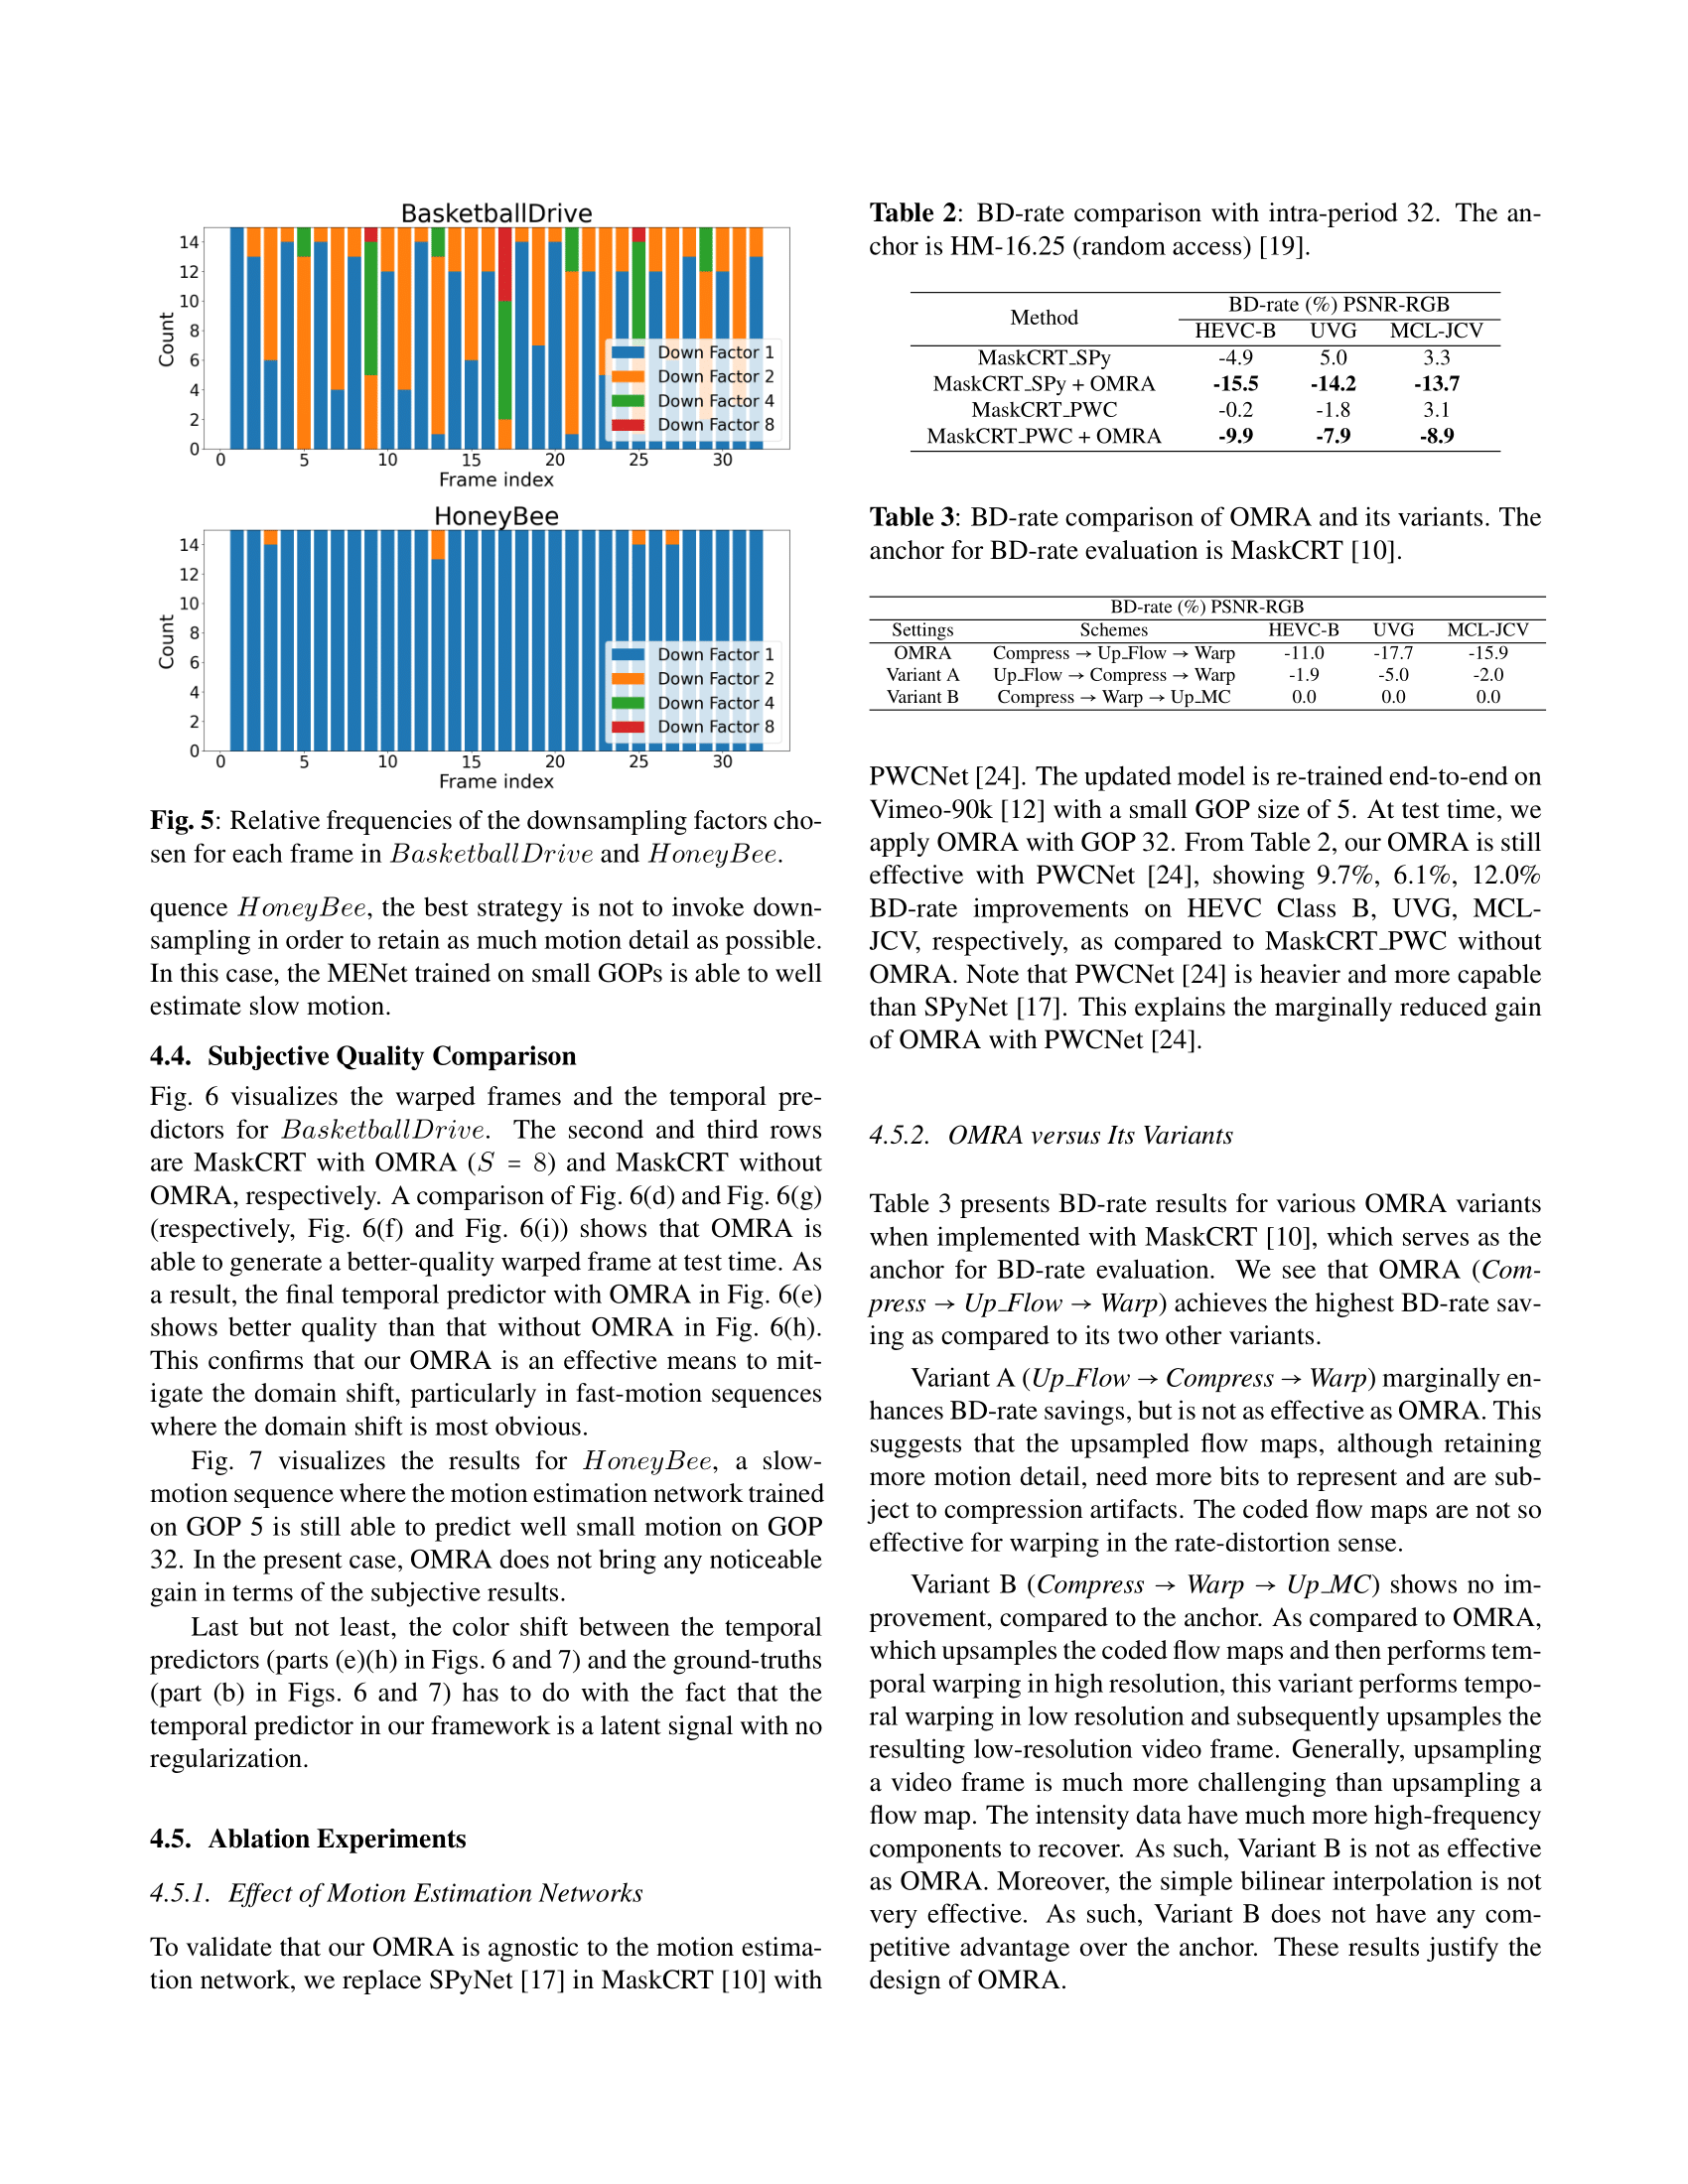 BasketballDrive
14
12
10
8
6
4
2
0
Count
Down Factor 1
Down Factor 2
Down Factor 4
Down Factor 8
0 5 10 15 20 25 30
Frame index
HoneyBee
14
12
10
8
6
4
2
0
Count
Down Factor 1
Down Factor 2
Down Factor 4
Down Factor 8
0 5 10 15 20 25 30
Frame index
Fig. 5: Relative frequencies of the downsampling factors cho-
sen for each frame in BasketballDrive and HoneyBee.
quence HoneyBee, the best strategy is not to invoke down-
sampling in order to retain as much motion detail as possible.
In this case, the MENet trained on small GOPs is able to well
estimate slow motion.
4.4. Subjective Quality Comparison
Fig. 6 visualizes the warped frames and the temporal pre-
dictors for BasketballDrive. The second and third rows
are MaskCRT with OMRA (S = 8) and MaskCRT without
OMRA, respectively. A comparison of Fig. 6(d) and Fig. 6(g)
(respectively, Fig. 6(f) and Fig. 6(i)) shows that OMRA is
able to generate a better-quality warped frame at test time. As
a result, the final temporal predictor with OMRA in Fig. 6(e)
shows better quality than that without OMRA in Fig. 6(h).
This confirms that our OMRA is an effective means to mit-
igate the domain shift, particularly in fast-motion sequences
where the domain shift is most obvious.
Fig. 7 visualizes the results for HoneyBee, a slow-
motion sequence where the motion estimation network trained
on GOP 5 is still able to predict well small motion on GOP
32. In the present case, OMRA does not bring any noticeable
gain in terms of the subjective results.
Last but not least, the color shift between the temporal
predictors (parts (e)(h) in Figs. 6 and 7) and the ground-truths
(part (b) in Figs. 6 and 7) has to do with the fact that the
temporal predictor in our framework is a latent signal with no
regularization.
4.5. Ablation Experiments
4.5.1. Effect of Motion Estimation Networks
To validate that our OMRA is agnostic to the motion estima-
tion network, we replace SPyNet [17] in MaskCRT [10] with
Table 2: BD-rate comparison with intra-period 32. The an-
chor is HM-16.25 (random access) [19].
Method BD-rate (%) PSNR-RGB
HEVC-B UVG MCL-JCV
MaskCRT_SPy -4.9 5.0 3.3
MaskCRT_SPy + OMRA -15.5 -14.2 -13.7
MaskCRT_PWC -0.2 -1.8 3.1
MaskCRT_PWC + OMRA -9.9 -7.9 -8.9
Table 3: BD-rate comparison of OMRA and its variants. The
anchor for BD-rate evaluation is MaskCRT [10].
BD-rate (%) PSNR-RGB
Settings Schemes HEVC-B UVG MCL-JCV
OMRA Compress → Up_Flow → Warp -11.0 -17.7 -15.9
Variant A Up_Flow → Compress → Warp -1.9 -5.0 -2.0
Variant B Compress → Warp → Up_MC 0.0 0.0 0.0
PWCNet [24]. The updated model is re-trained end-to-end on
Vimeo-90k [12] with a small GOP size of 5. At test time, we
apply OMRA with GOP 32. From Table 2, our OMRA is still
effective with PWCNet [24], showing 9.7%, 6.1%, 12.0%
BD-rate improvements on HEVC Class B, UVG, MCL-
JCV, respectively, as compared to MaskCRT_PWC without
OMRA. Note that PWCNet [24] is heavier and more capable
than SPyNet [17]. This explains the marginally reduced gain
of OMRA with PWCNet [24].
4.5.2. OMRA versus Its Variants
Table 3 presents BD-rate results for various OMRA variants
when implemented with MaskCRT [10], which serves as the
anchor for BD-rate evaluation. We see that OMRA (Com-
press → Up_Flow → Warp) achieves the highest BD-rate sav-
ing as compared to its two other variants.
Variant A (Up_Flow → Compress → Warp) marginally en-
hances BD-rate savings, but is not as effective as OMRA. This
suggests that the upsampled flow maps, although retaining
more motion detail, need more bits to represent and are sub-
ject to compression artifacts. The coded flow maps are not so
effective for warping in the rate-distortion sense.
Variant B (Compress → Warp → Up_MC) shows no im-
provement, compared to the anchor. As compared to OMRA,
which upsamples the coded flow maps and then performs tem-
poral warping in high resolution, this variant performs tempo-
ral warping in low resolution and subsequently upsamples the
resulting low-resolution video frame. Generally, upsampling
a video frame is much more challenging than upsampling a
flow map. The intensity data have much more high-frequency
components to recover. As such, Variant B is not as effective
as OMRA. Moreover, the simple bilinear interpolation is not
very effective. As such, Variant B does not have any com-
petitive advantage over the anchor. These results justify the
design of OMRA.